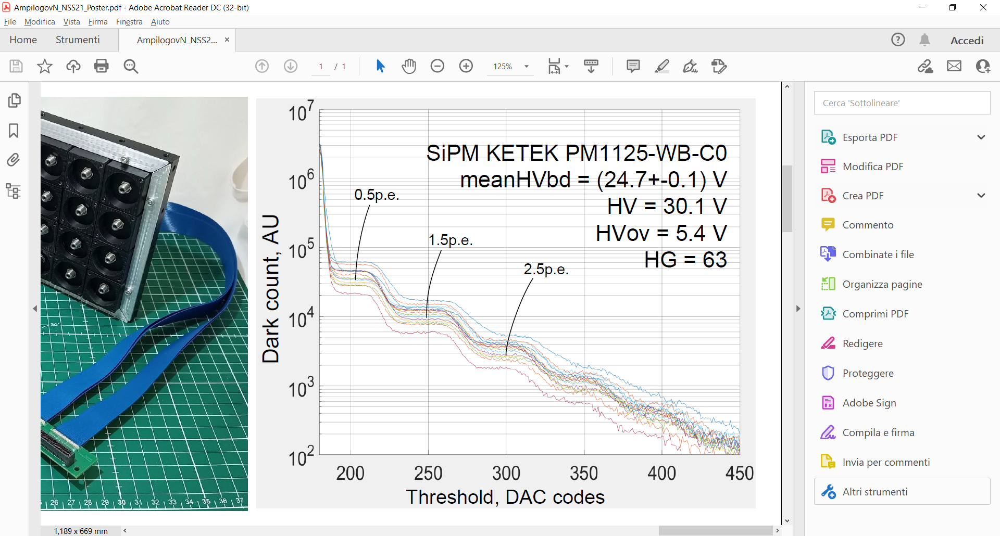 AmpilogovN_NSS21_Poster.pdf - Adobe Acrobat Reader DC (32-bit)
File Modifica Vista Firma Finestra Aiuto
Home Strumenti AmpilogovN_NSS2... × Accedi
1 / 1 125%
10^7
10^6
10^5
10^4
10^3
10^2
Dark count, AU
SiPM KETEK PM1125-WB-C0
meanHVbd = (24.7+-0.1) V
HV = 30.1 V
HVov = 5.4 V
HG = 63
0.5p.e.
1.5p.e.
2.5p.e.
200 250 300 350 400 450
Threshold, DAC codes
26 27 28 29 30 31 32 33 34 35 36 37
Cerca 'Sottolineare'
Esporta PDF
Modifica PDF
Crea PDF
Commento
Combinate i file
Organizza pagine
Comprimi PDF
Redigere
Proteggere
Adobe Sign
Compila e firma
Invia per commenti
Altri strumenti
1,189 x 669 mm